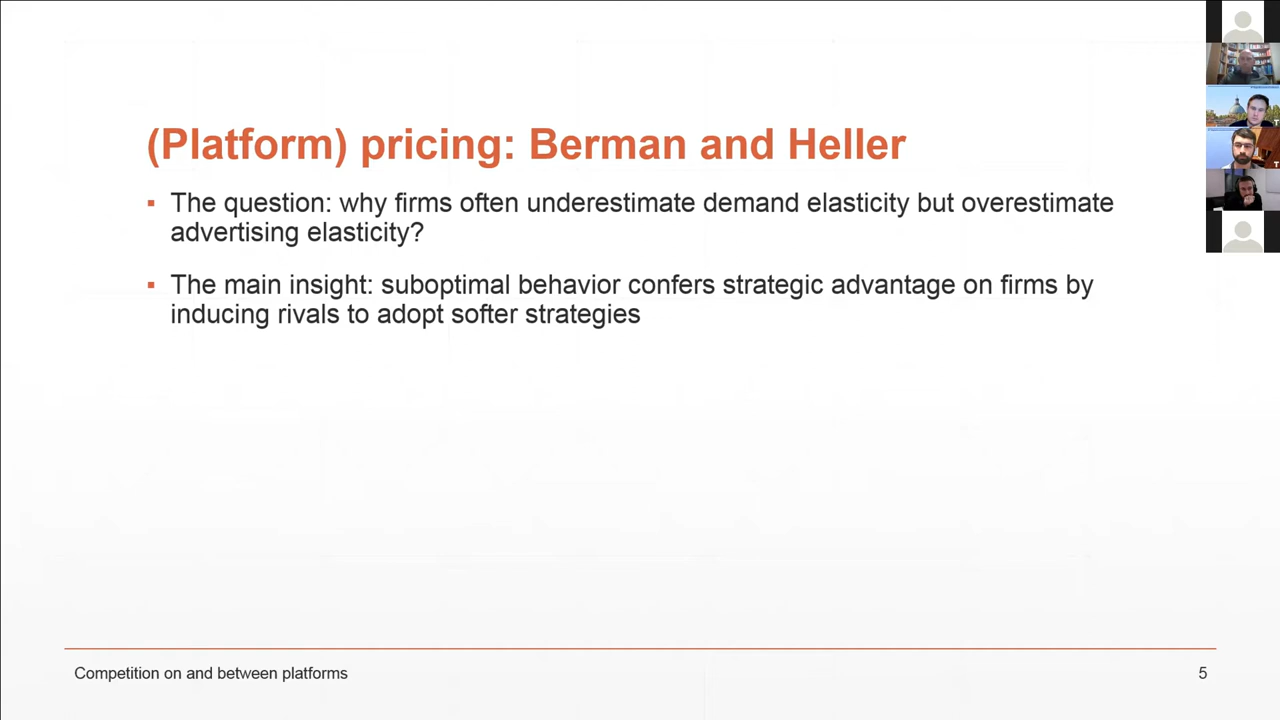 (Platform) pricing: Berman and Heller
▪ The question: why firms often underestimate demand elasticity but overestimate
advertising elasticity?
▪ The main insight: suboptimal behavior confers strategic advantage on firms by
inducing rivals to adopt softer strategies
Competition on and between platforms
5